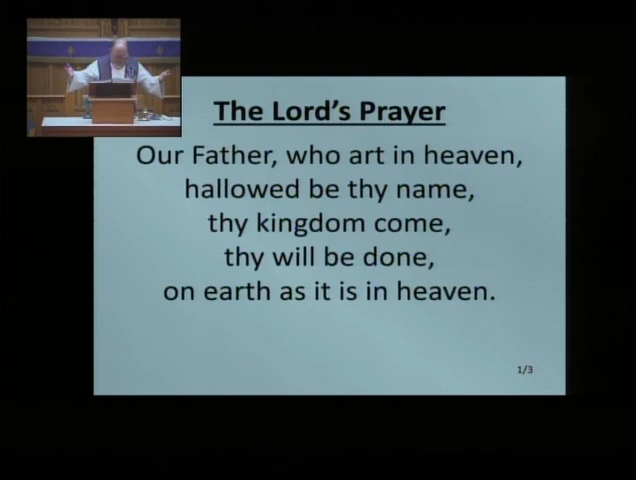 The Lord's Prayer
Our Father, who art in heaven,
hallowed be thy name,
thy kingdom come,
thy will be done,
on earth as it is in heaven.
1/3